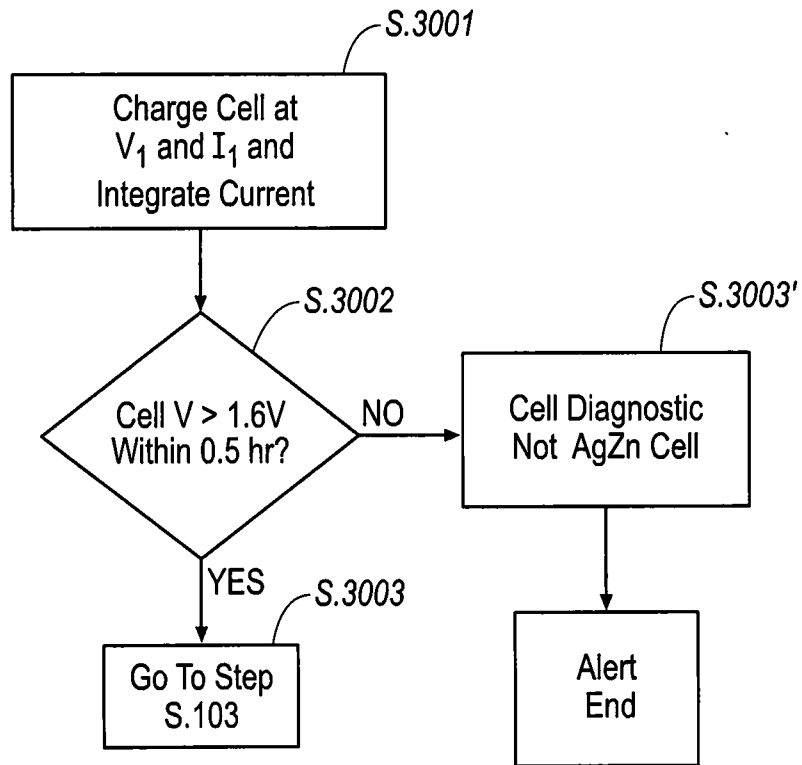 S.3001
Charge Cell at
V₁ and I₁ and
Integrate Current
S.3002
Cell V > 1.6V
Within 0.5 hr?
NO
S.3003'
Cell Diagnostic
Not AgZn Cell
YES
S.3003
Go To Step
S.103
Alert
End